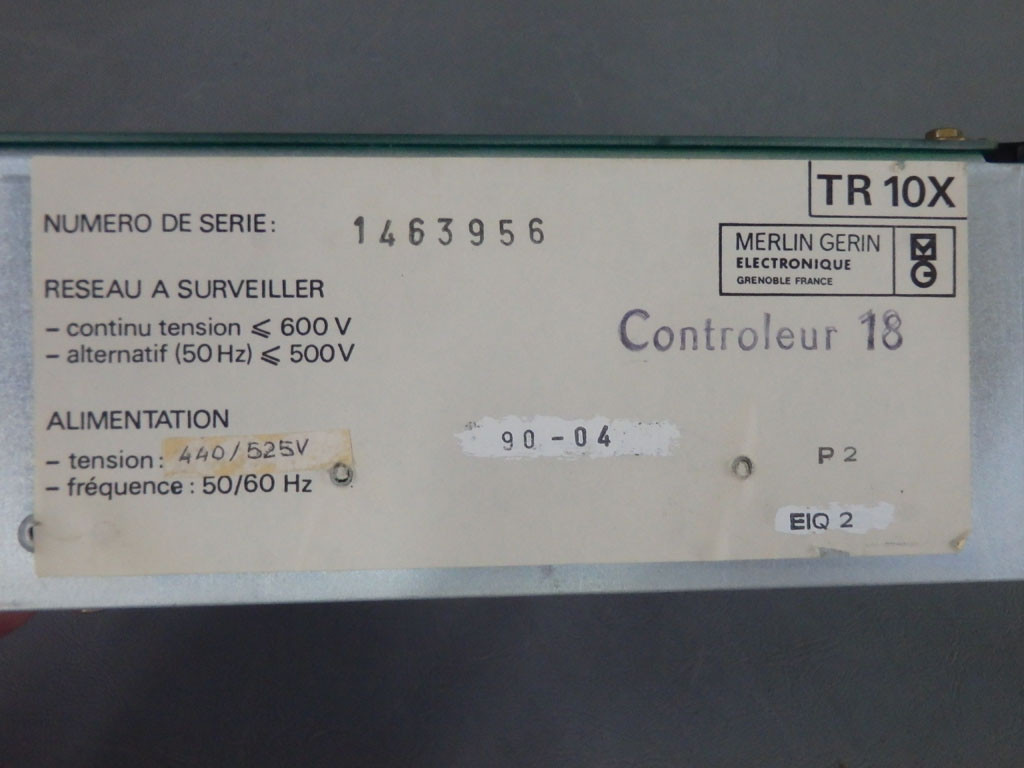 TR 10X
NUMERO DE SERIE: 1463956
MERLIN GERIN
ELECTRONIQUE
GRENOBLE FRANCE
MG
RESEAU A SURVEILLER
– continu tension ⩽ 600 V
– alternatif (50 Hz) ⩽ 500V
Controleur 18
ALIMENTATION
– tension: 440/525V
– fréquence : 50/60 Hz
90-04
P 2
EIQ 2